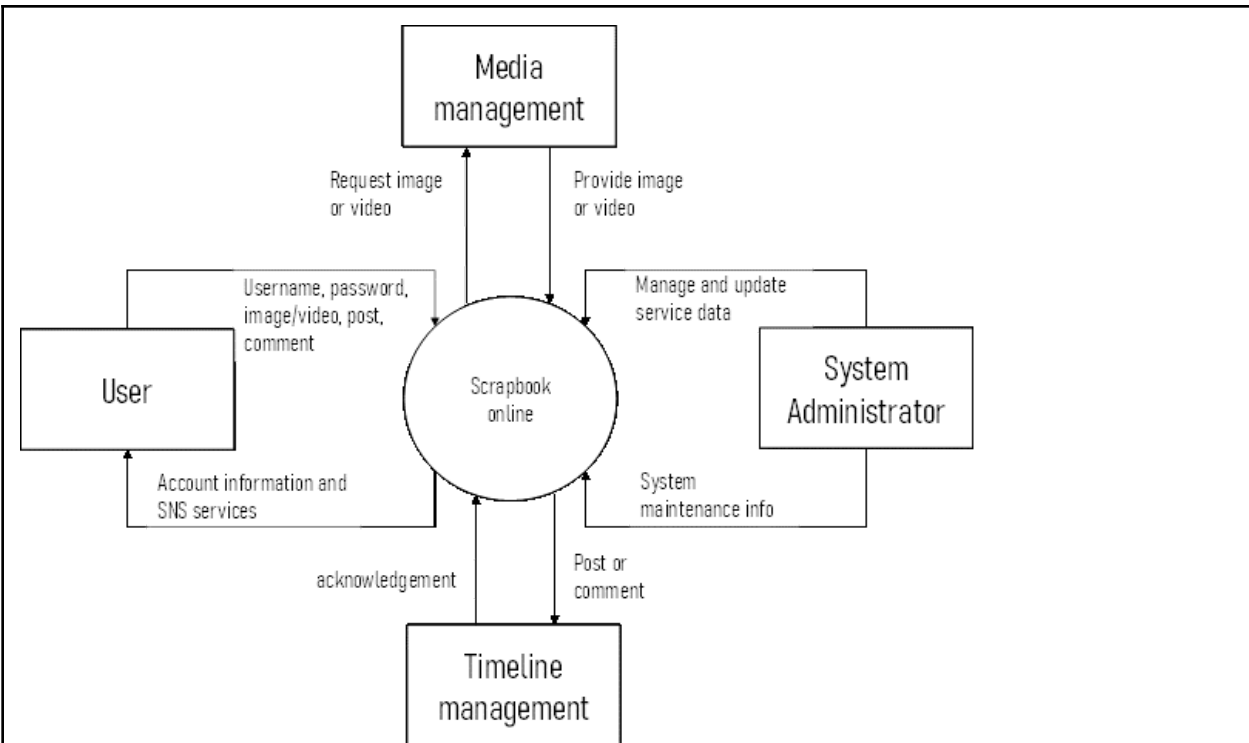 Media
management
Request image
or video
Provide image
or video
Username, password,
image/video, post,
comment
Manage and update
service data
User
Scrapbook
online
System
Administrator
Account information and
SNS services
System
maintenance info
acknowledgement
Post or
comment
Timeline
management